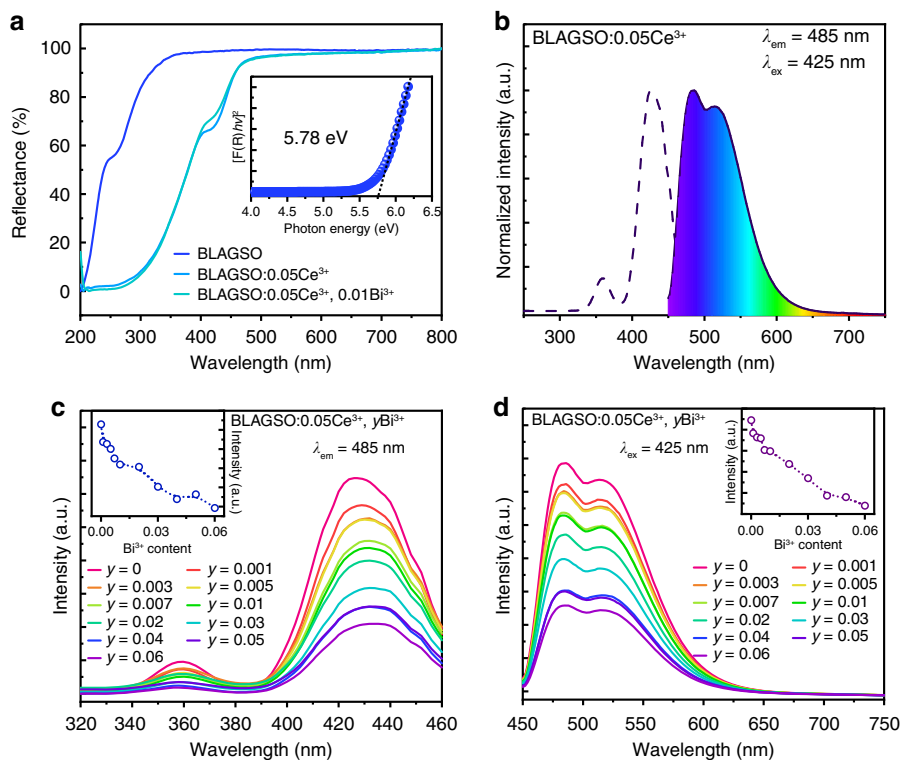 a
100
80
60
40
20
0
Reflectance (%)
[F(R)hv]²
5.78 eV
4.0 4.5 5.0 5.5 6.0 6.5
Photon energy (eV)
BLAGSO
BLAGSO:0.05Ce³⁺
BLAGSO:0.05Ce³⁺, 0.01Bi³⁺
200 300 400 500 600 700 800
Wavelength (nm)
b
BLAGSO:0.05Ce³⁺
λem = 485 nm
λex = 425 nm
Normalized intensity (a.u.)
300 400 500 600 700
Wavelength (nm)
c
BLAGSO:0.05Ce³⁺, yBi³⁺
λem = 485 nm
Intensity (a.u.)
0.00 0.03 0.06
Bi³⁺ content
Intensity (a.u.)
y = 0 y = 0.001
y = 0.003 y = 0.005
y = 0.007 y = 0.01
y = 0.02 y = 0.03
y = 0.04 y = 0.05
y = 0.06
320 340 360 380 400 420 440 460
Wavelength (nm)
d
BLAGSO:0.05Ce³⁺, yBi³⁺
λex = 425 nm
Intensity (a.u.)
0.00 0.03 0.06
Bi³⁺ content
Intensity (a.u.)
y = 0 y = 0.001
y = 0.003 y = 0.005
y = 0.007 y = 0.01
y = 0.02 y = 0.03
y = 0.04 y = 0.05
y = 0.06
450 500 550 600 650 700 750
Wavelength (nm)